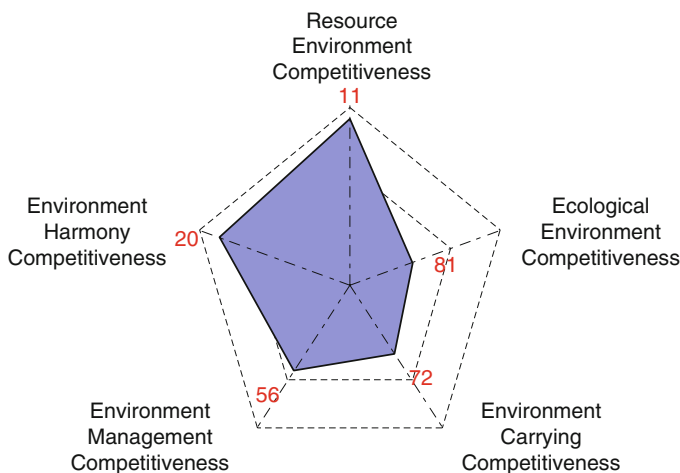 Resource
Environment
Competitiveness
11
Environment
Harmony
Competitiveness
20
Ecological
Environment
Competitiveness
81
56
72
Environment
Management
Competitiveness
Environment
Carrying
Competitiveness